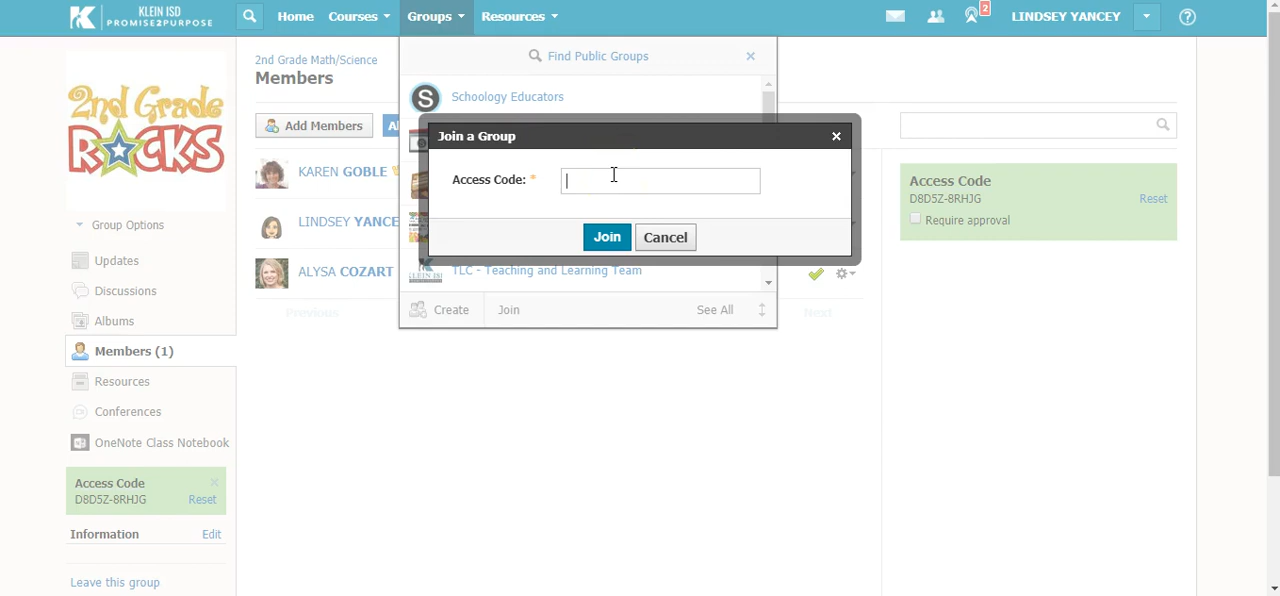 KLEIN ISD
PROMISE2PURPOSE
Home
Courses
Groups
Resources
2
LINDSEY YANCEY
2nd Grade
ROCKS
Group Options
Updates
Discussions
Albums
Members (1)
Resources
Conferences
OneNote Class Notebook
Access Code
D8D5Z-8RHJG
Reset
Information
Edit
Leave this group
2nd Grade Math/Science
Members
Add Members
KAREN GOBLE
LINDSEY YANCE
ALYSA COZART
Previous
Next
Find Public Groups
Schoology Educators
TLC - Teaching and Learning Team
Create
Join
See All
Join a Group
Access Code: *
Join
Cancel
Access Code
D8D5Z-8RHJG
Reset
Require approval